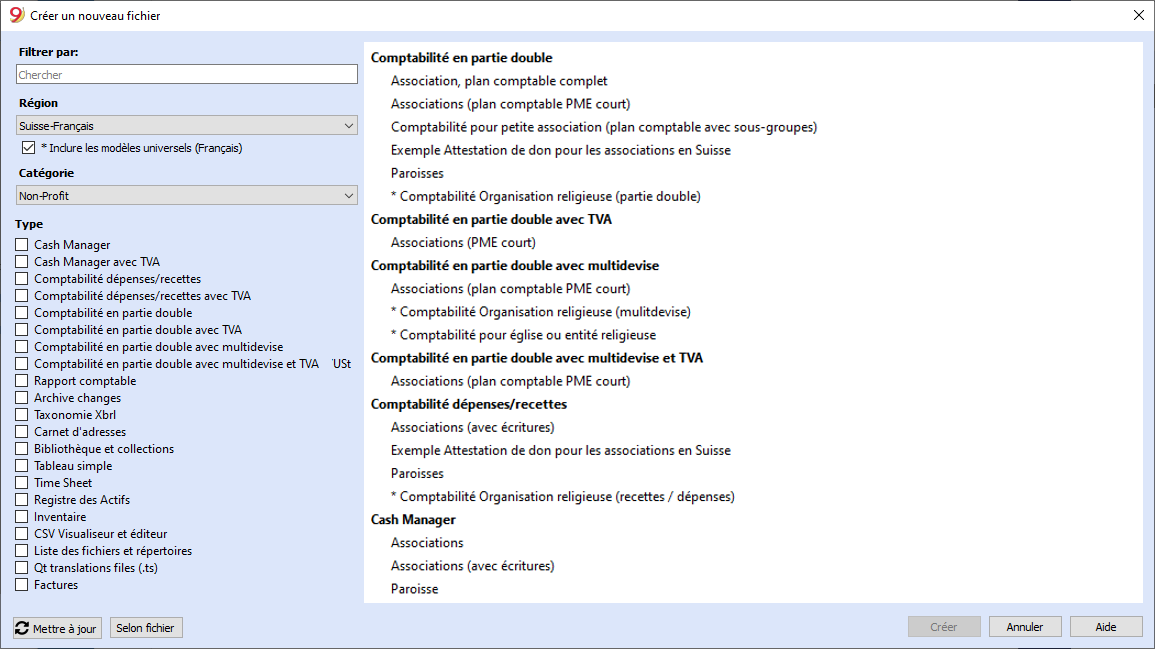 Créer un nouveau fichier
Filtrer par:
Chercher
Région
Suisse-Français
* Inclure les modèles universels (Français)
Catégorie
Non-Profit
Type
Cash Manager
Cash Manager avec TVA
Comptabilité dépenses/recettes
Comptabilité dépenses/recettes avec TVA
Comptabilité en partie double
Comptabilité en partie double avec TVA
Comptabilité en partie double avec multidevise
Comptabilité en partie double avec multidevise et TVA 'USt
Rapport comptable
Archive changes
Taxonomie Xbrl
Carnet d'adresses
Bibliothèque et collections
Tableau simple
Time Sheet
Registre des Actifs
Inventaire
CSV Visualiseur et éditeur
Liste des fichiers et répertoires
Qt translations files (.ts)
Factures
Mettre à jour
Selon fichier
Comptabilité en partie double
Association, plan comptable complet
Associations (plan comptable PME court)
Comptabilité pour petite association (plan comptable avec sous-groupes)
Exemple Attestation de don pour les associations en Suisse
Paroisses
* Comptabilité Organisation religieuse (partie double)
Comptabilité en partie double avec TVA
Associations (PME court)
Comptabilité en partie double avec multidevise
Associations (plan comptable PME court)
* Comptabilité Organisation religieuse (mulitdevise)
* Comptabilité pour église ou entité religieuse
Comptabilité en partie double avec multidevise et TVA
Associations (plan comptable PME court)
Comptabilité dépenses/recettes
Associations (avec écritures)
Exemple Attestation de don pour les associations en Suisse
Paroisses
* Comptabilité Organisation religieuse (recettes / dépenses)
Cash Manager
Associations
Associations (avec écritures)
Paroisse
Créer
Annuler
Aide